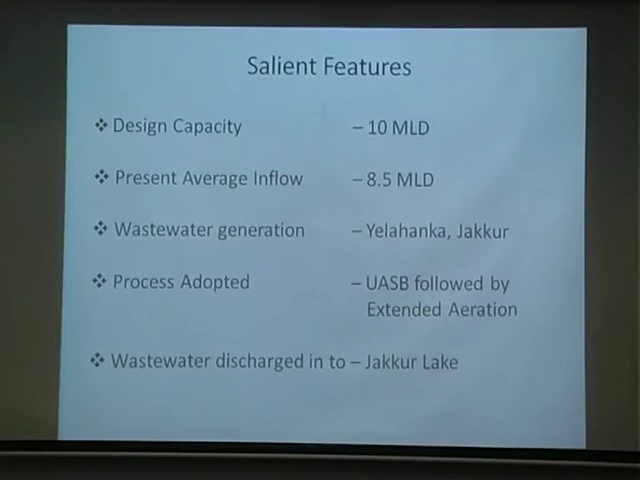 Salient Features
❖ Design Capacity – 10 MLD
❖ Present Average Inflow – 8.5 MLD
❖ Wastewater generation – Yelahanka, Jakkur
❖ Process Adopted – UASB followed by
Extended Aeration
❖ Wastewater discharged in to – Jakkur Lake